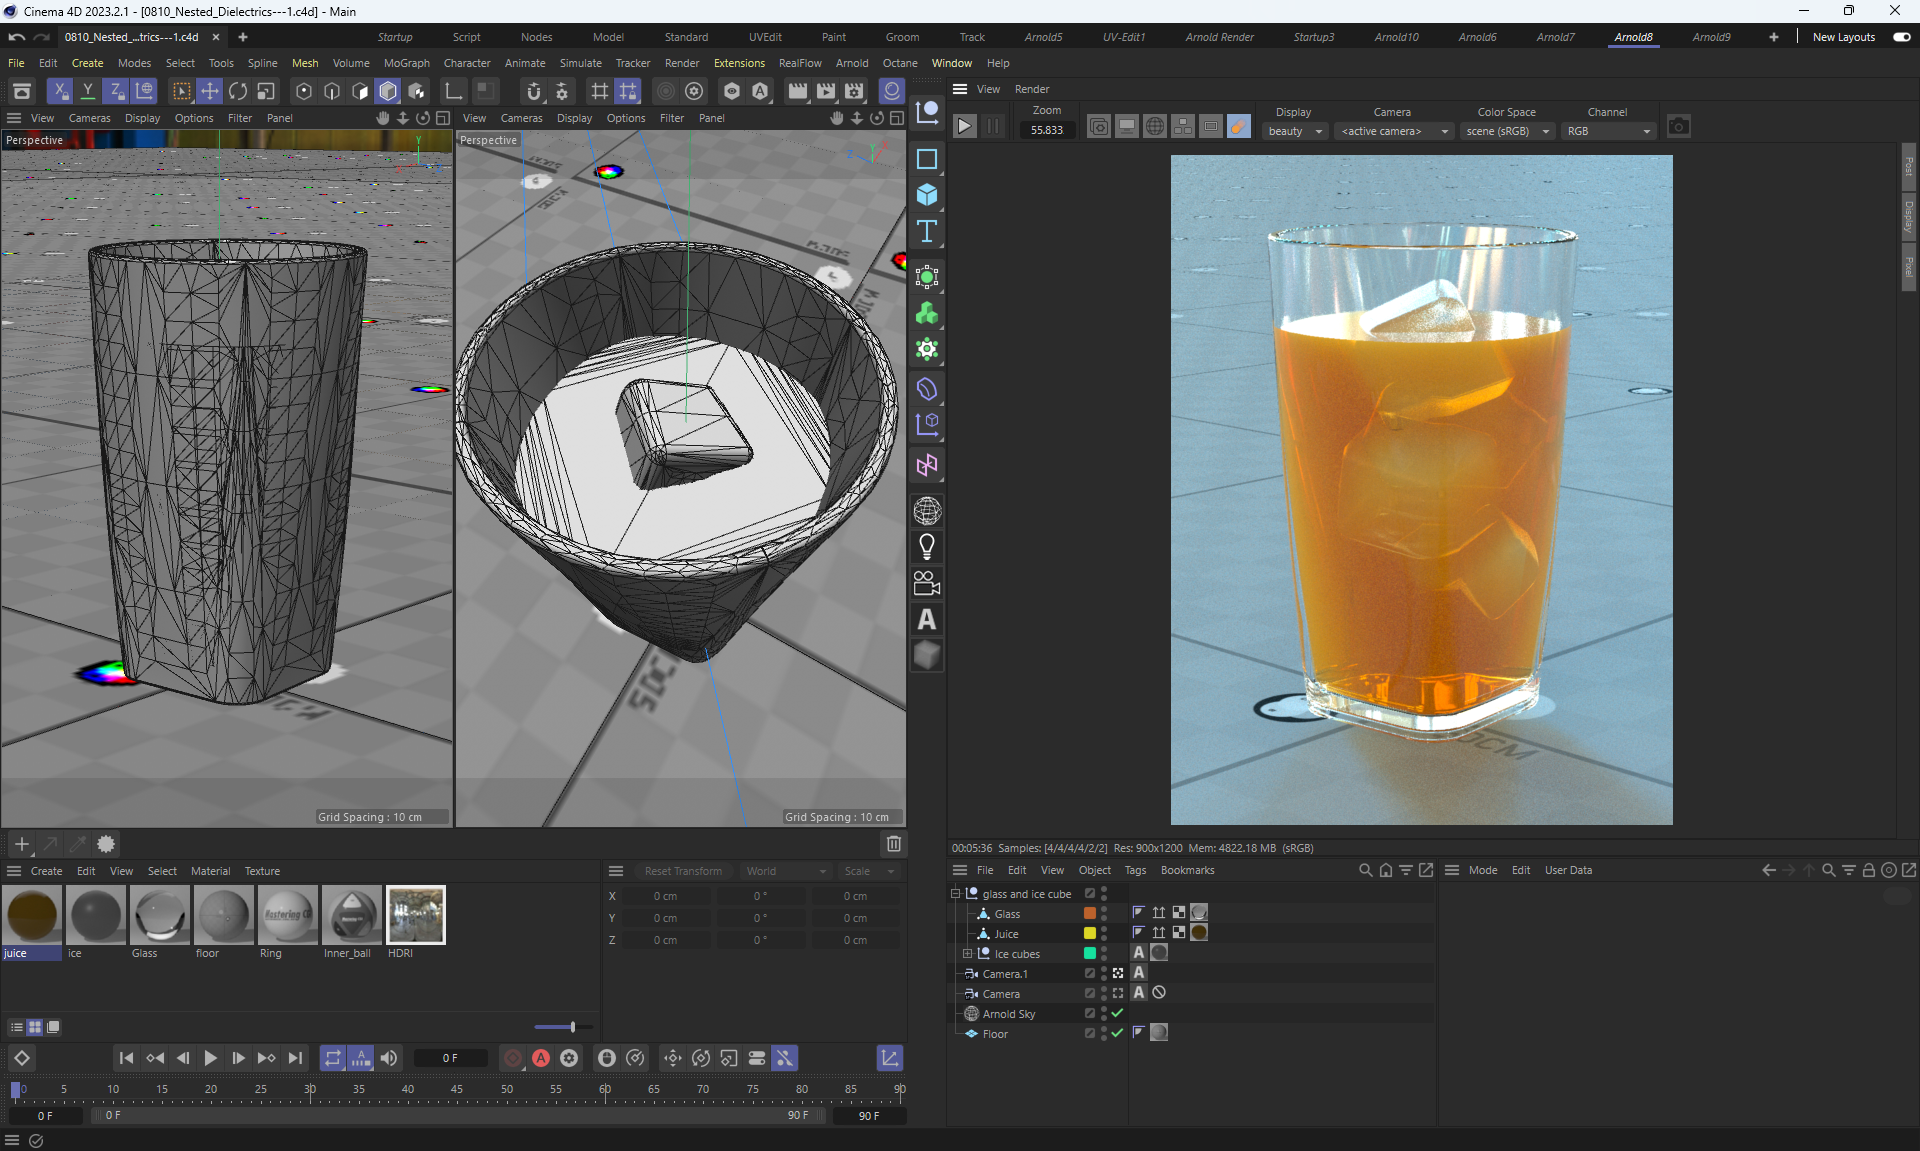 Cinema 4D 2023.2.1 - [0810_Nested_Dielectrics---1.c4d] - Main
0810_Nested_...trics---1.c4d
Startup Script Nodes Model Standard UVEdit Paint Groom Track Arnold5 UV-Edit1 Arnold Render Startup3 Arnold10 Arnold6 Arnold7 Arnold8 Arnold9 New Layouts
File Edit Create Modes Select Tools Spline Mesh Volume MoGraph Character Animate Simulate Tracker Render Extensions RealFlow Arnold Octane Window Help
X Y Z
View Render
View Cameras Display Options Filter Panel
View Cameras Display Options Filter Panel
Zoom Display Camera Color Space Channel
55.833 beauty <active camera> scene (sRGB) RGB
Perspective
Perspective
Post
Display
Pixel
Grid Spacing : 10 cm
Grid Spacing : 10 cm
00:05:36 Samples: [4/4/4/4/2/2] Res: 900x1200 Mem: 4822.18 MB (sRGB)
Create Edit View Select Material Texture
Reset Transform World Scale
File Edit View Object Tags Bookmarks
Mode Edit User Data
X 0 cm 0 ° 0 cm
Y 0 cm 0 ° 0 cm
Z 0 cm 0 ° 0 cm
juice ice Glass floor Ring Inner_ball HDRI
glass and ice cube
Glass
Juice
Ice cubes
Camera.1
Camera
Arnold Sky
Floor
0 F
0 5 10 15 20 25 30 35 40 45 50 55 60 65 70 75 80 85 90
0 F 0 F 90 F 90 F